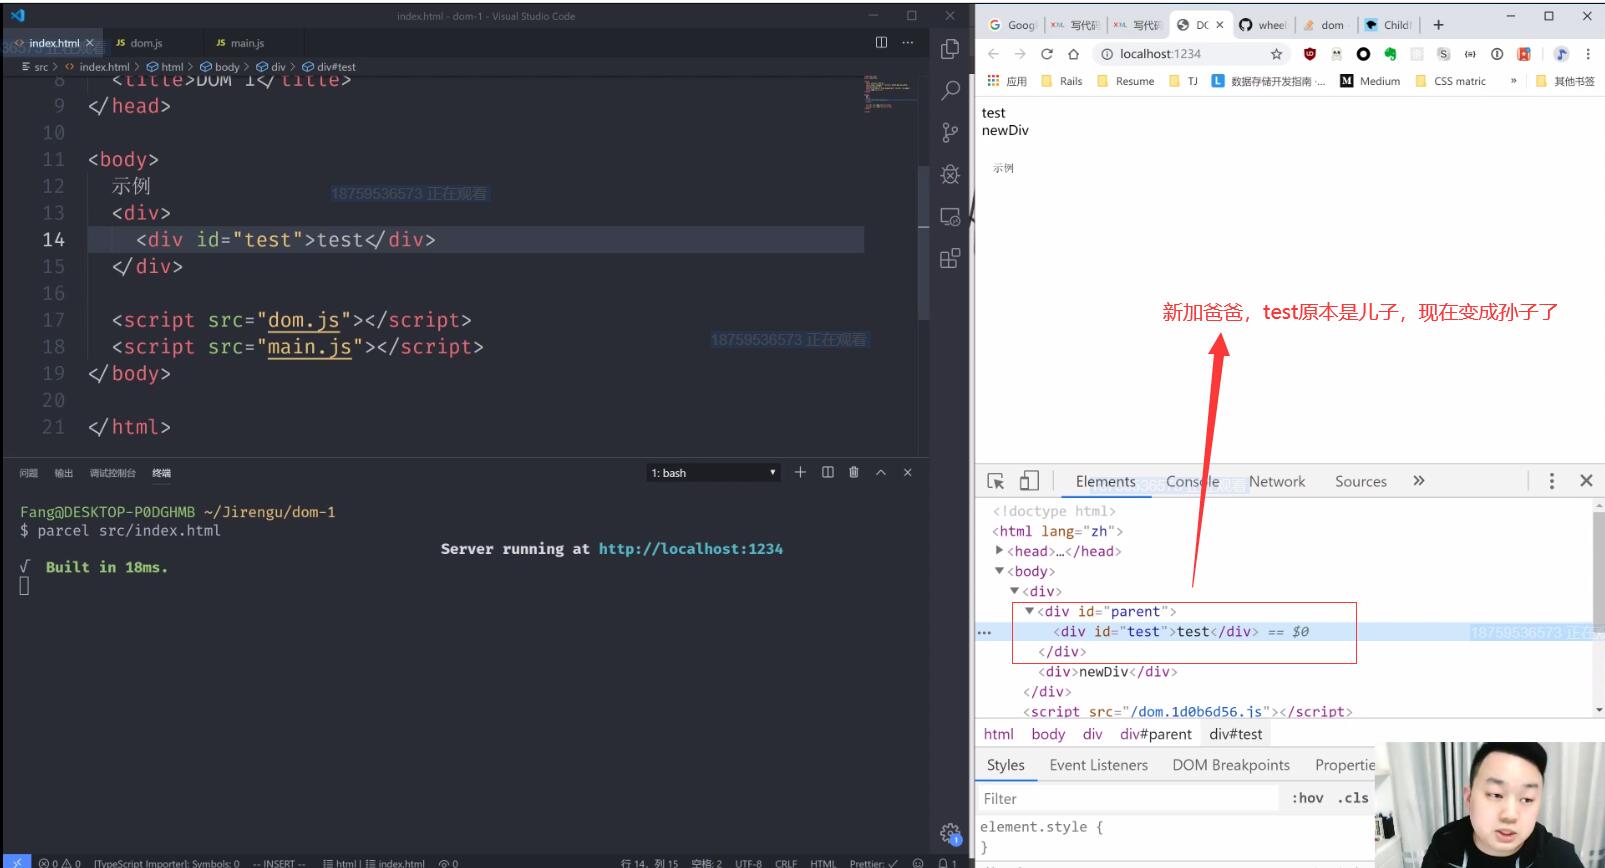 index.html - dom-1 - Visual Studio Code
index.html
JS dom.js
JS main.js
src > index.html > html > body > div > div#test
8 <title>DOM 1</title>
9 </head>
10
11 <body>
12 示例
13 <div>
14 <div id="test">test</div>
15 </div>
16
17 <script src="dom.js"></script>
18 <script src="main.js"></script>
19 </body>
20
21 </html>
18759536573 正在观看
18759536573 正在观看
问题 输出 调试控制台 终端
1: bash
Fang@DESKTOP-P0DGHMB ~/Jirengu/dom-1
$ parcel src/index.html
Server running at http://localhost:1234
√ Built in 18ms.
0 0 [TypeScript Importer]: Symbols: 0 -- INSERT -- html | index.html 0
行 14, 列 15 空格: 2 UTF-8 CRLF HTML Prettier: ✓ 1
Goog 写代码 写代码 DO whee dom Child
localhost:1234
应用 Rails Resume TJ 数据存储开发指南 ·... Medium CSS matric » 其他书签
test
newDiv
示例
新加爸爸，test原本是儿子，现在变成孙子了
Elements Console Network Sources »
<!doctype html>
<html lang="zh">
<head>…</head>
<body>
<div>
<div id="parent">
<div id="test">test</div> == $0
</div>
<div>newDiv</div>
</div>
<script src="/dom.1d0b6d56.js"></script>
18759536573 正在
html body div div#parent div#test
Styles Event Listeners DOM Breakpoints Propertie
Filter :hov .cls
element.style {
}